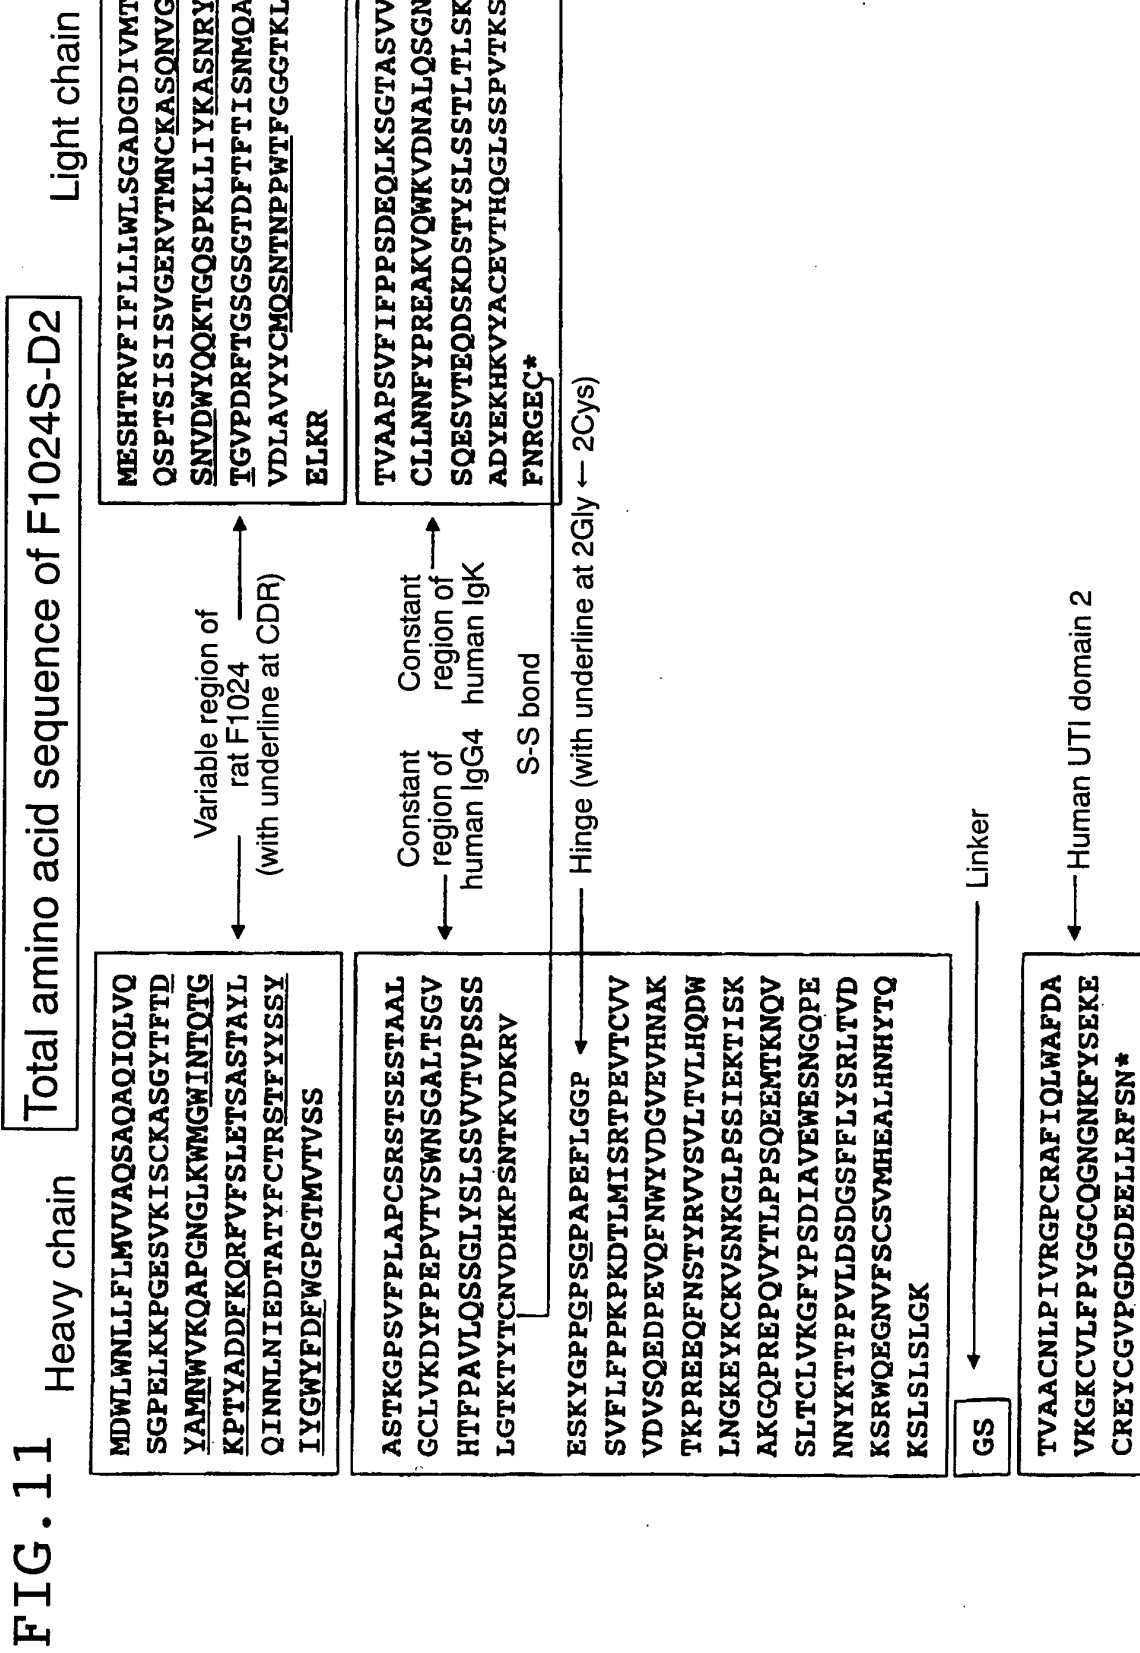 FIG.11
Total amino acid sequence of F1024S-D2
Heavy chain
MDWLWNLLFLMVVAQSAQAQIQLVQ
SGPELKKPGESVKISCKASGYTFTD
YAMNWVKQAPGNGLKWMGWINTQTG
KPTYADDFKQRFVFSLETSASTAYL
QINNLNIEDTATYFCTRSTFYYSSY
IYGWYFDFWGPGTMVTVSS
Variable region of
rat F1024
(with underline at CDR)
ASTKGPSVFPLAPCSRSTSESTAAL
GCLVKDYFPEPVTVSWNSGALTSGV
HTFPAVLQSSGLYSLSSVVTVPSSS
LGTKTYTCNVDHKPSNTKVDKRV
Constant
region of
human IgG4
Constant
region of
human IgK
S-S bond
ESKYGPPGPSGPAPEFLGGP
Hinge (with underline at 2Gly ← 2Cys)
SVFLFPPKPKDTLMISRTPEVTCVV
VDVSQEDPEVQFNWYVDGVEVHNAK
TKPREEQFNSTYRVVSVLTVLHQDW
LNGKEYKCKVSNKGLPSSIEKTISK
AKGQPREPQVYTLPPSQEEMTKNQV
SLTCLVKGFYPSDIAVEWESNGQPE
NNYKTTPPVLDSDGSFFLYSRLTVD
KSRWQEGNVFSCSVMHEALHNHYTQ
KSLSLSLGK
GS
Linker
TVAACNLPIVRGPCRAFIQLWAFDA
VKGKCVLFPYGGCQGNGNKFYSEKE
CREYCGVPGDGDEELLRFSN*
Human UTI domain 2
Light chain
MESHTRVFIFLLLWLSGADGDIVMT
QSPTSISISVGERVTMNCKASQNVG
SNVDWYQQKTGQSPKLLIYKASNRY
TGVPDRFTGSGSGTDFTFTISNMQA
VDLAVYYCMQSNTNPPWTFGGGTKL
ELKR
TVAAPSVFIFPPSDEQLKSGTASVV
CLLNNFYPREAKVQWKVDNALQSGN
SQESVTEQDSKDSTYSLSSTLTLSK
ADYEKHKVYACEVTHQGLSSPVTKS
FNRGEC*